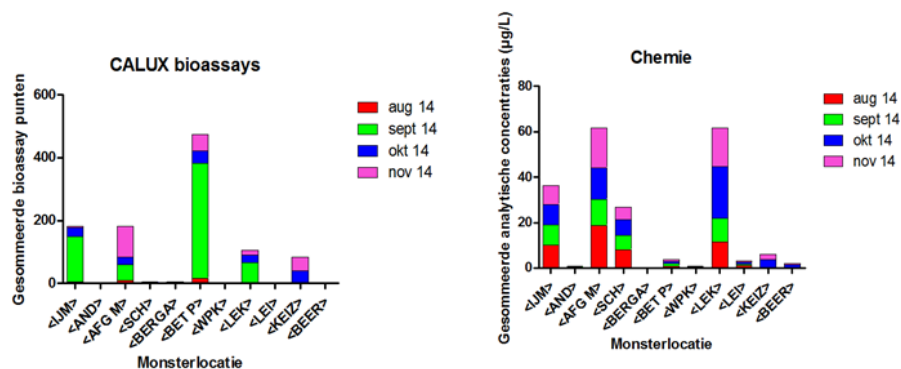 CALUX bioassays
Gesommeerde bioassay punten
600
400
200
0
<IJM>
<AND>
<AFG M>
<SCH>
<BERGA>
<BET P>
<WPK>
<LEK>
<LEI>
<KEIZ>
<BEER>
Monsterlocatie
aug 14
sept 14
okt 14
nov 14
Chemie
Gesommeerde analytische concentraties (µg/L)
80
60
40
20
0
<IJM>
<AND>
<AFG M>
<SCH>
<BERGA>
<BET P>
<WPK>
<LEK>
<LEI>
<KEIZ>
<BEER>
Monsterlocatie
aug 14
sept 14
okt 14
nov 14